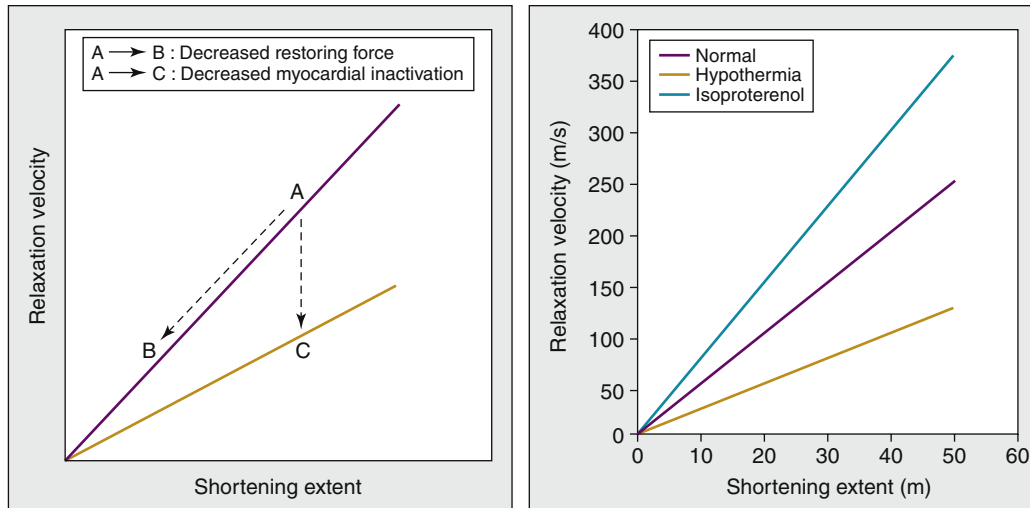 A B : Decreased restoring force
A C : Decreased myocardial inactivation
A
B
C
Relaxation velocity
Shortening extent
Normal
Hypothermia
Isoproterenol
Relaxation velocity (m/s)
400
350
300
250
200
150
100
50
0
0 10 20 30 40 50 60
Shortening extent (m)